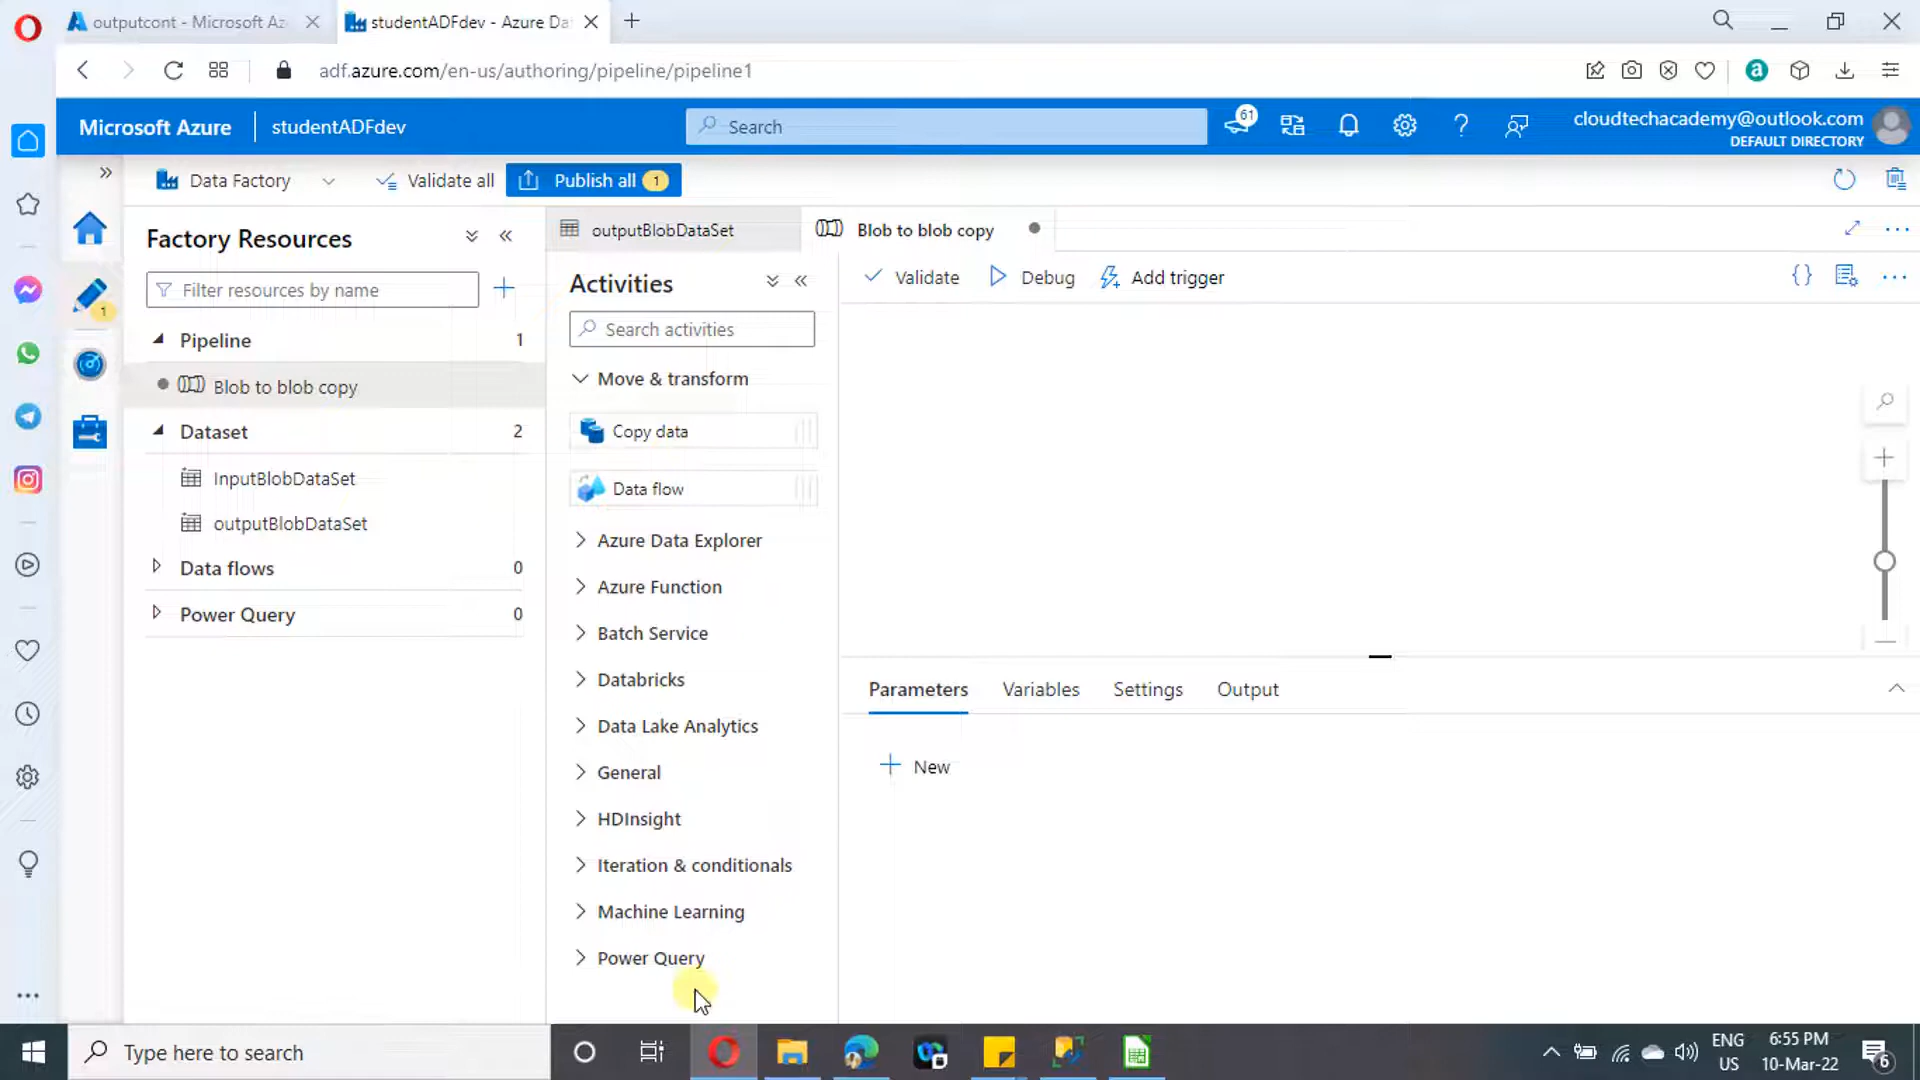 outputcont - Microsoft Az
studentADFdev - Azure Da
adf.azure.com/en-us/authoring/pipeline/pipeline1
a
Microsoft Azure
studentADFdev
Search
61
cloudtechacademy@outlook.com
DEFAULT DIRECTORY
Data Factory
Validate all
Publish all 1
Factory Resources
Filter resources by name
1
Pipeline 1
Blob to blob copy
Dataset 2
InputBlobDataSet
outputBlobDataSet
Data flows 0
Power Query 0
outputBlobDataSet
Blob to blob copy
Activities
Search activities
Move & transform
Copy data
Data flow
Azure Data Explorer
Azure Function
Batch Service
Databricks
Data Lake Analytics
General
HDInsight
Iteration & conditionals
Machine Learning
Power Query
Validate
Debug
Add trigger
Parameters
Variables
Settings
Output
New
Type here to search
ENG
US
6:55 PM
10-Mar-22
6